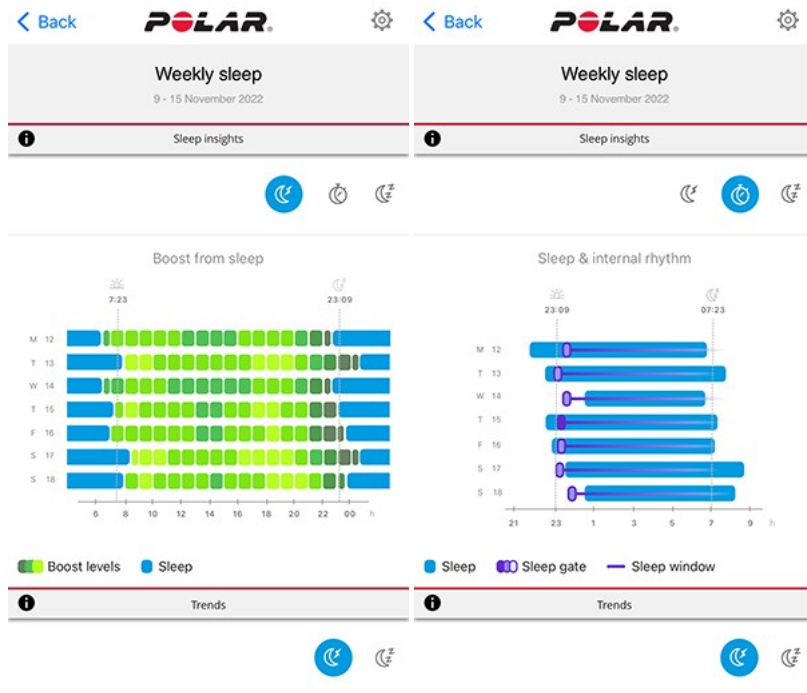 Back
POLAR.
Weekly sleep
9 - 15 November 2022
Sleep insights
Boost from sleep
7:23
23:09
M 12
T 13
W 14
T 15
F 16
S 17
S 18
6 8 10 12 14 16 18 20 22 00 h
Boost levels Sleep
Trends
Back
POLAR.
Weekly sleep
9 - 15 November 2022
Sleep insights
Sleep & internal rhythm
23:09
07:23
M 12
T 13
W 14
T 15
F 16
S 17
S 18
21 23 1 3 5 7 9 h
Sleep Sleep gate Sleep window
Trends